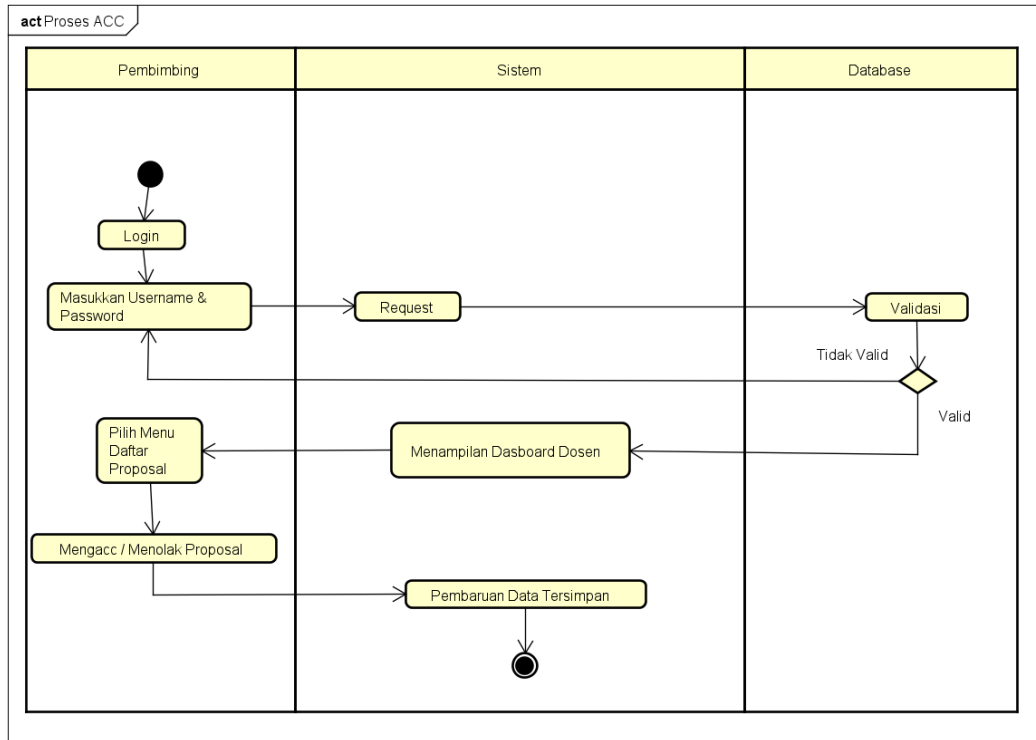 act Proses ACC
Pembimbing
Sistem
Database
Login
Masukkan Username &
Password
Request
Validasi
Tidak Valid
Valid
Pilih Menu
Daftar
Proposal
Menampilan Dasboard Dosen
Mengacc / Menolak Proposal
Pembaruan Data Tersimpan